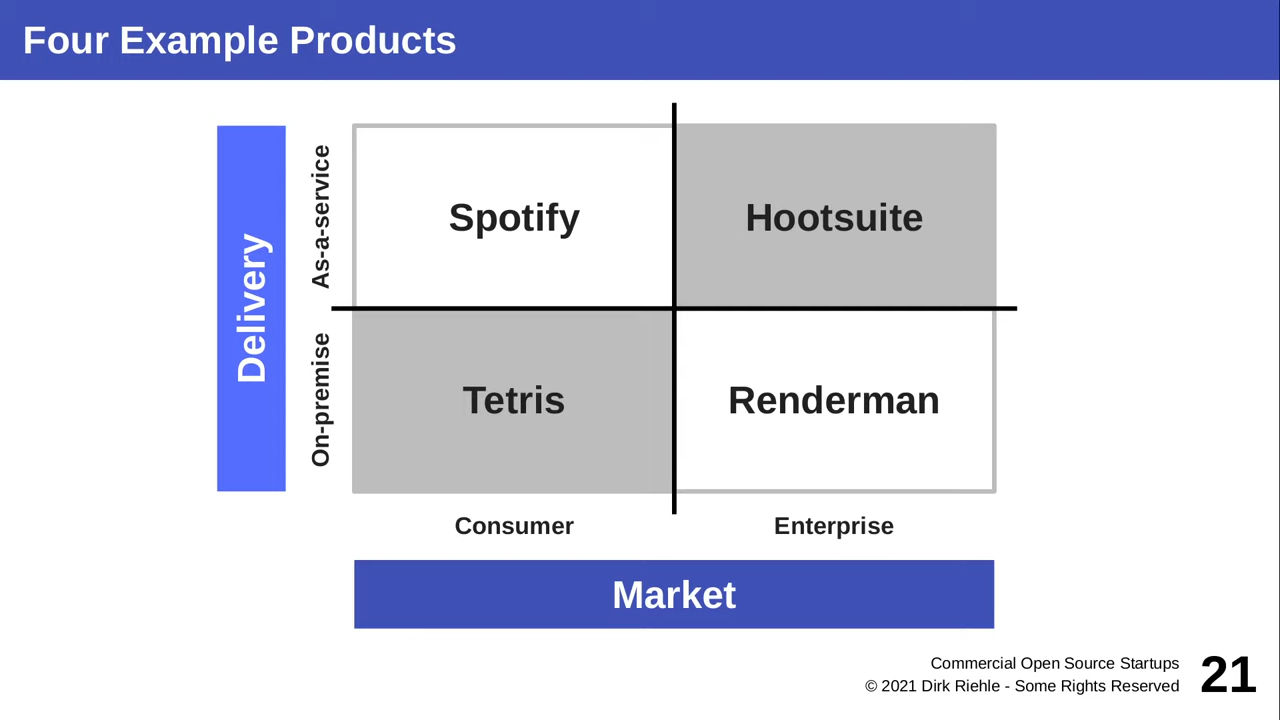 Four Example Products
Delivery
As-a-service
On-premise
Spotify
Hootsuite
Tetris
Renderman
Consumer
Enterprise
Market
Commercial Open Source Startups
© 2021 Dirk Riehle - Some Rights Reserved
21